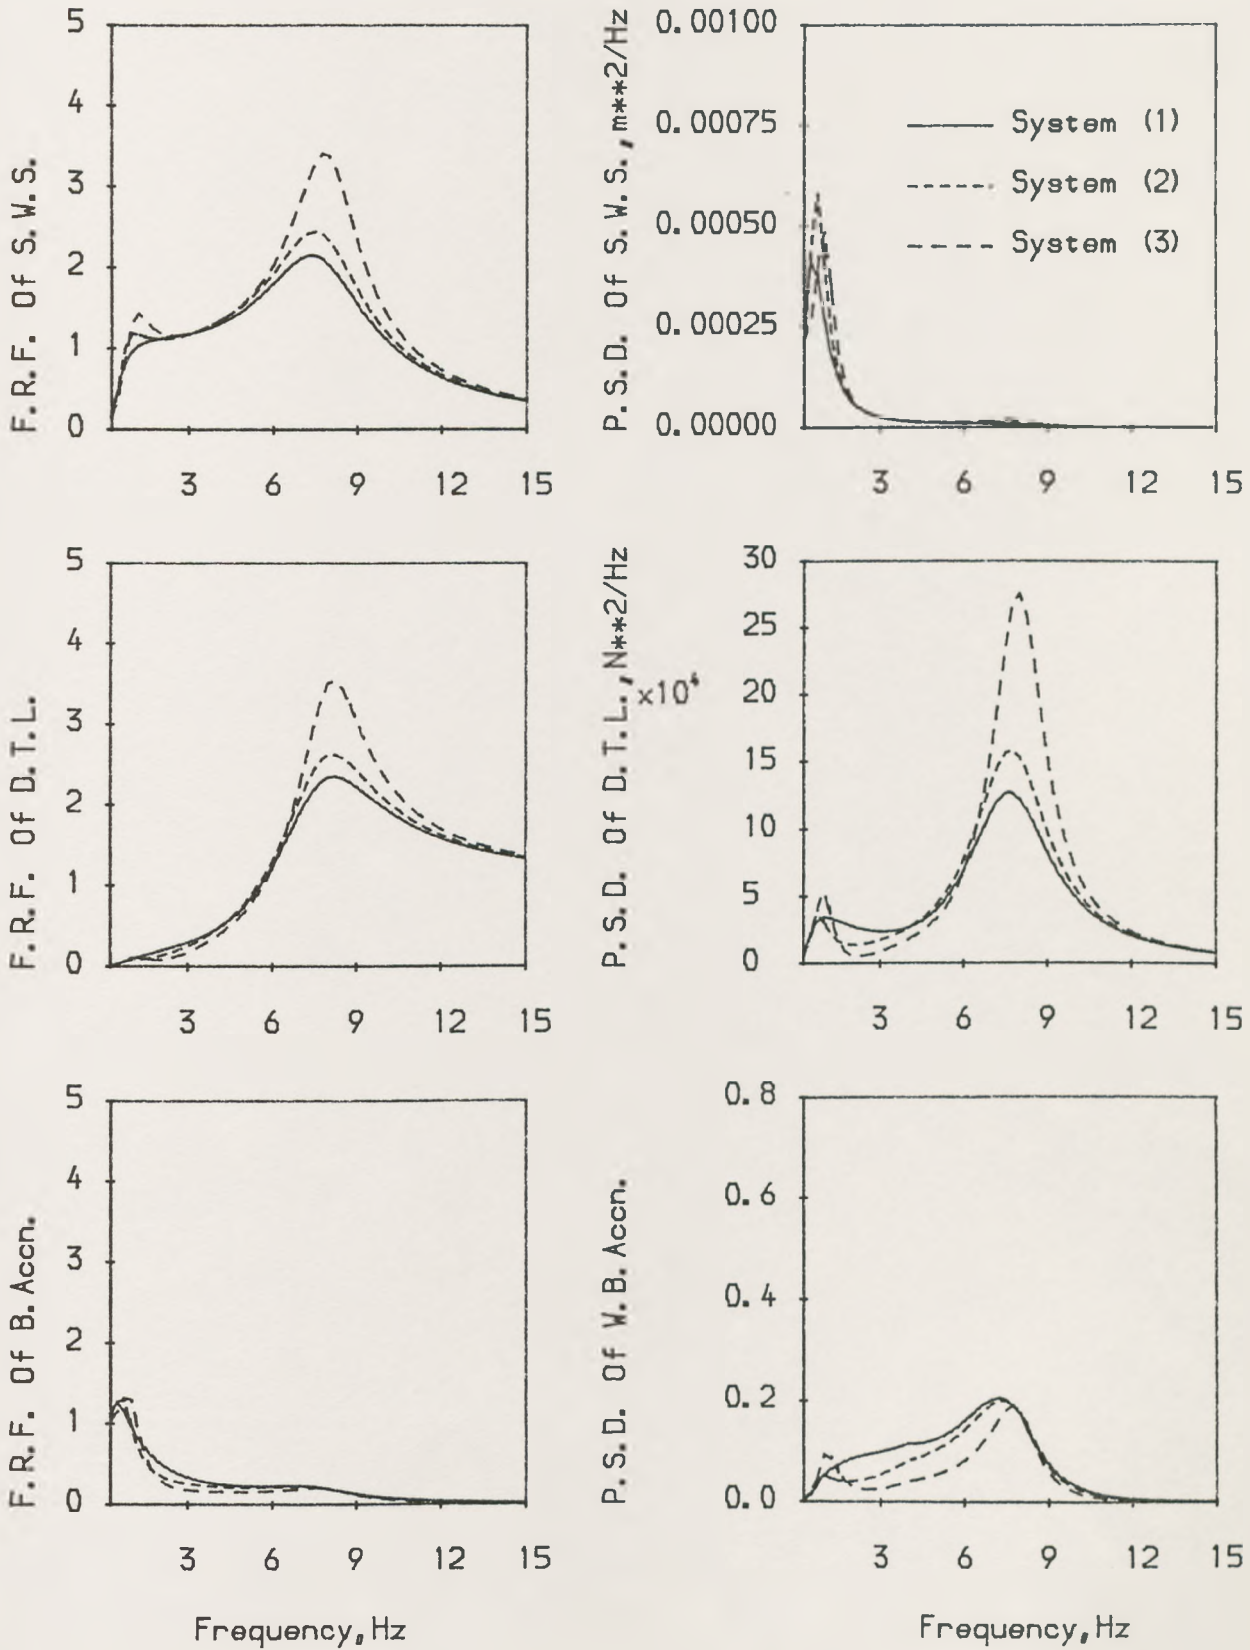 F.R.F. Of S.W.S.
5
4
3
2
1
0
3 6 9 12 15
P.S.D. Of S.W.S., m**2/Hz
0.00100
0.00075
0.00050
0.00025
0.00000
System (1)
System (2)
System (3)
3 6 9 12 15
F.R.F. Of D.T.L.
5
4
3
2
1
0
3 6 9 12 15
P.S.D. Of D.T.L., N**2/Hz
x10⁴
30
25
20
15
10
5
0
3 6 9 12 15
F.R.F. Of B.Accn.
5
4
3
2
1
0
3 6 9 12 15
Frequency, Hz
P.S.D. Of W.B.Accn.
0.8
0.6
0.4
0.2
0.0
3 6 9 12 15
Frequency, Hz